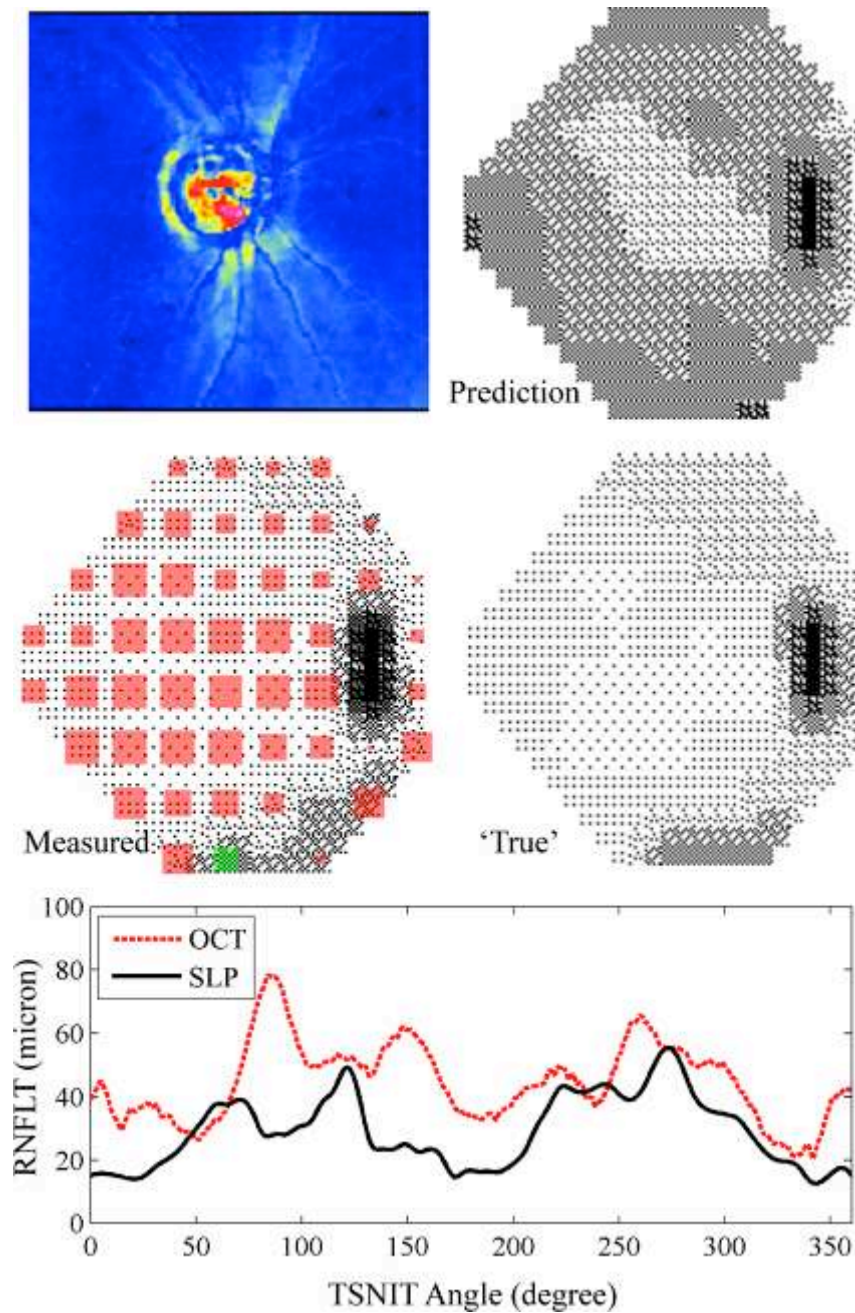 Prediction
Measured
‘True’
100
80
60
40
20
0
RNFLT (micron)
OCT
SLP
0 50 100 150 200 250 300 350
TSNIT Angle (degree)